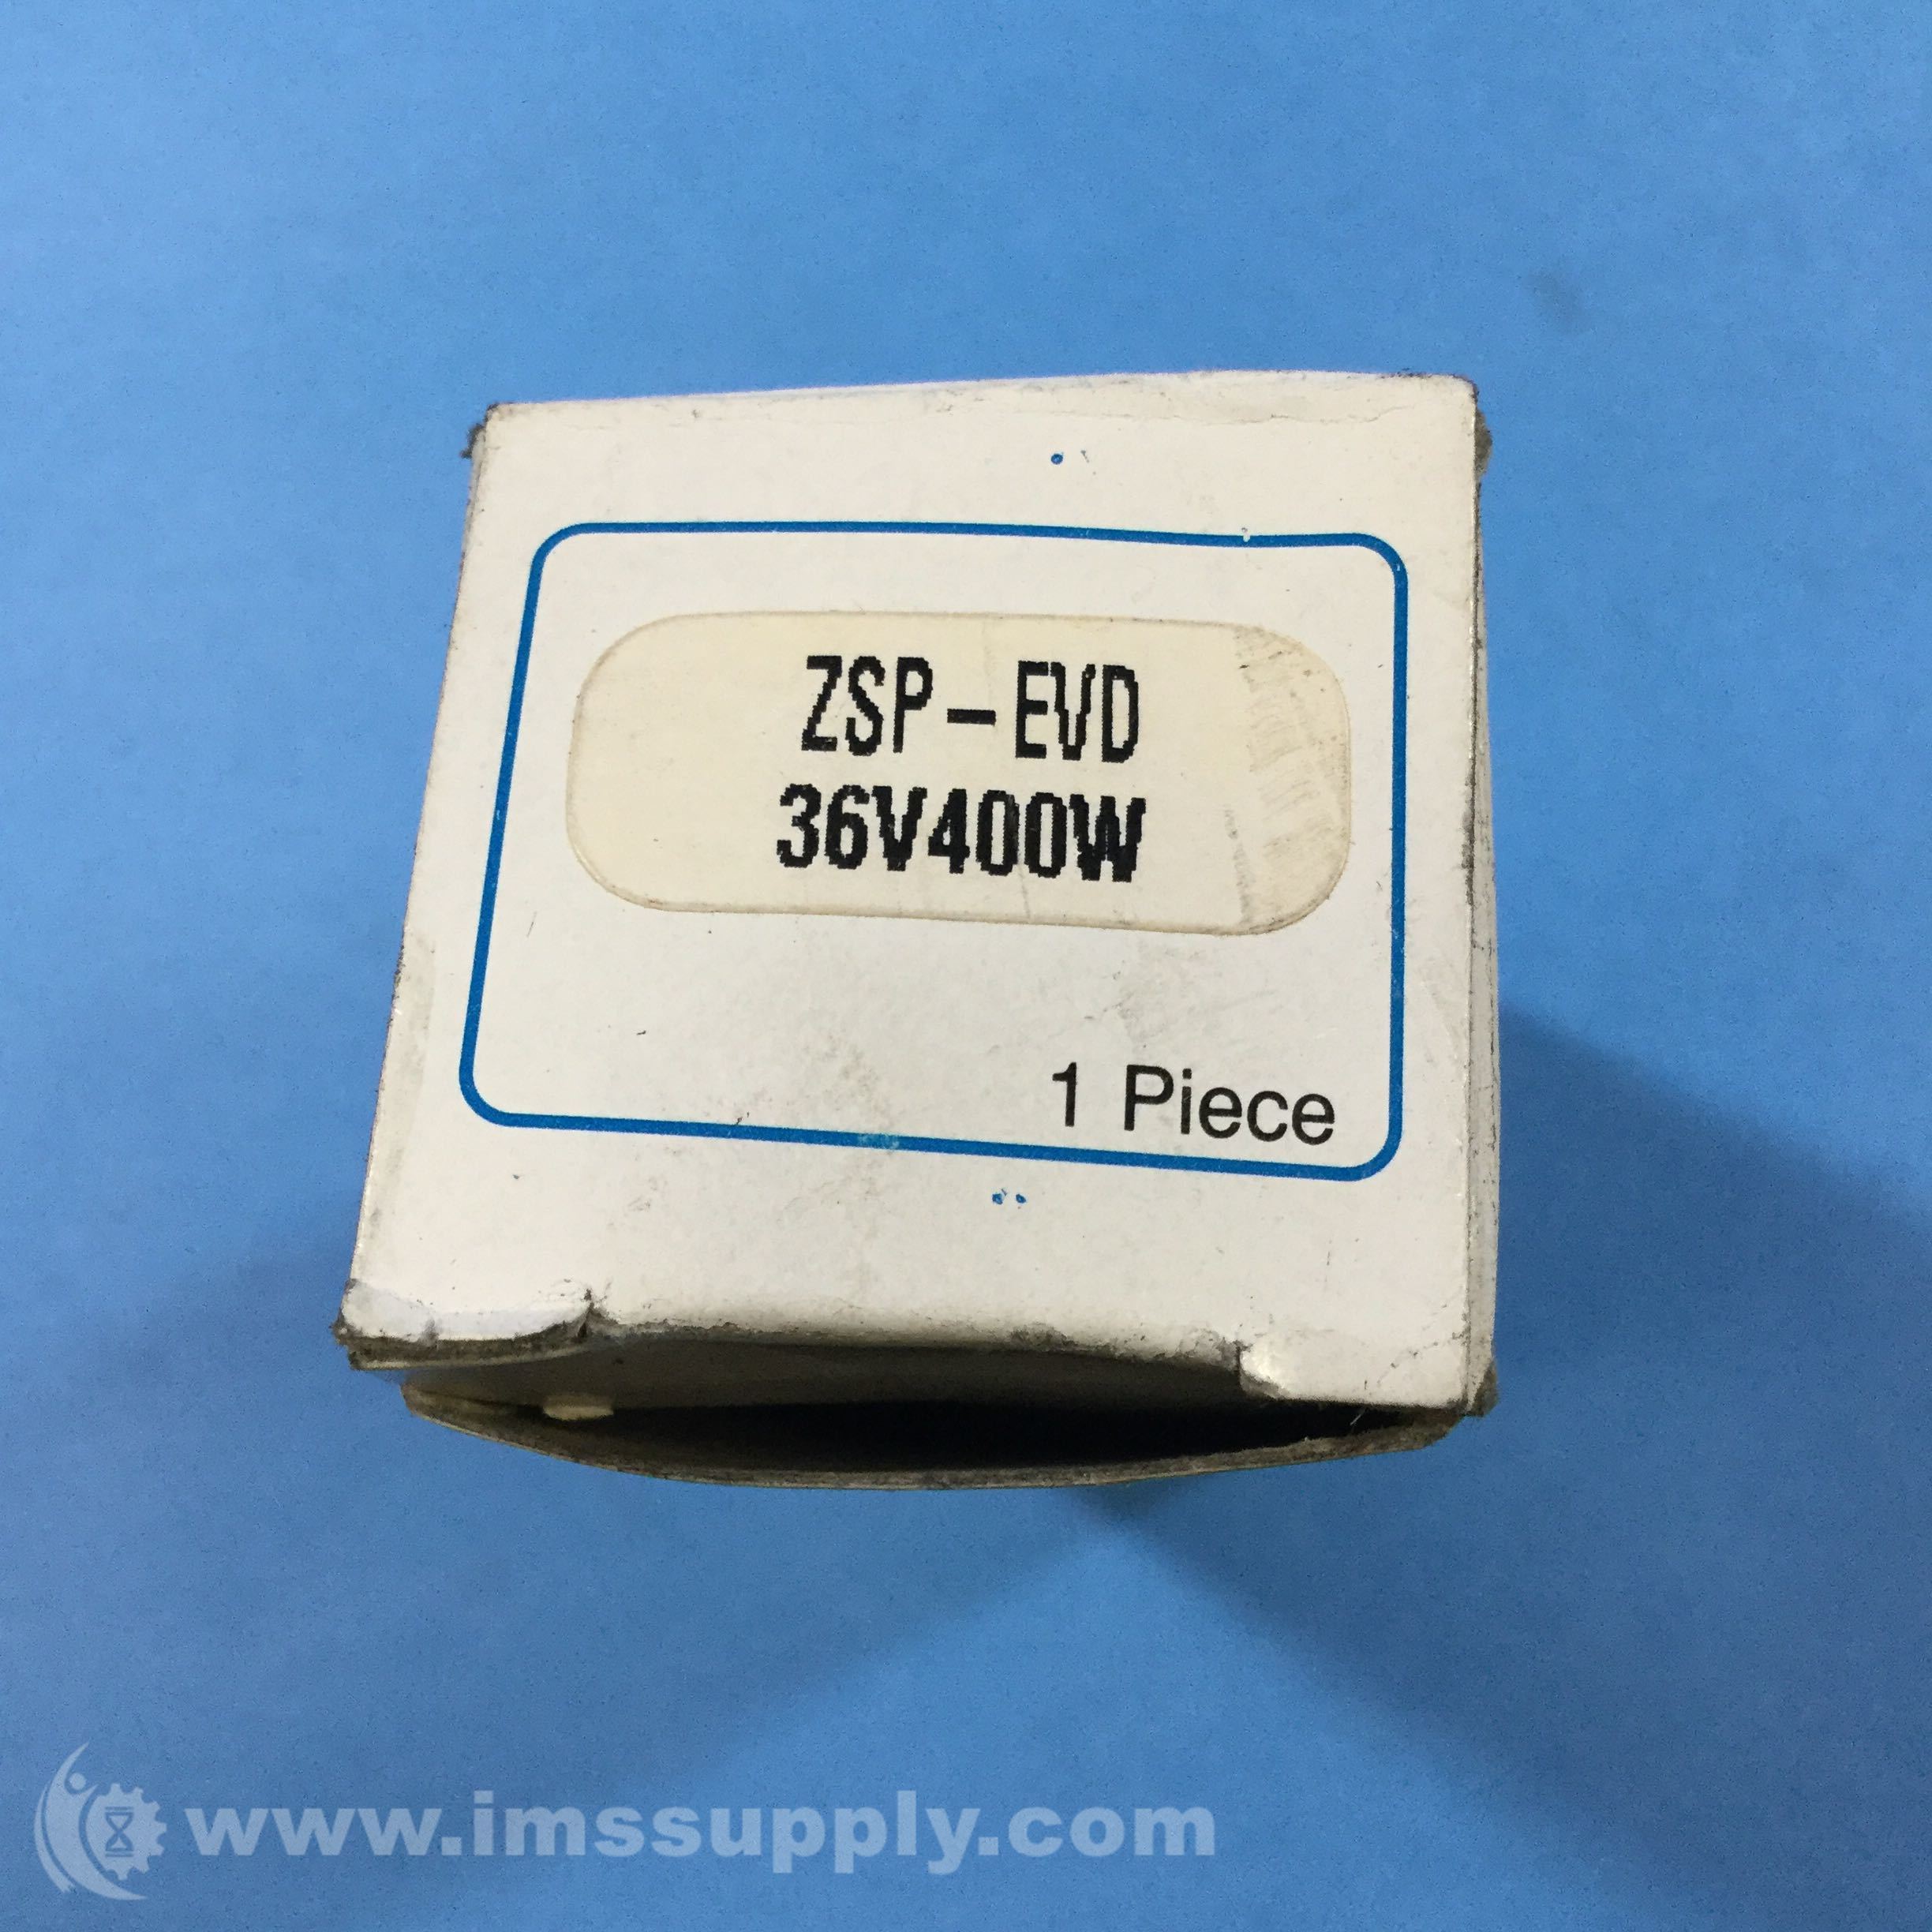 ZSP-EVD
36V400W
1 Piece
www.imssupply.com